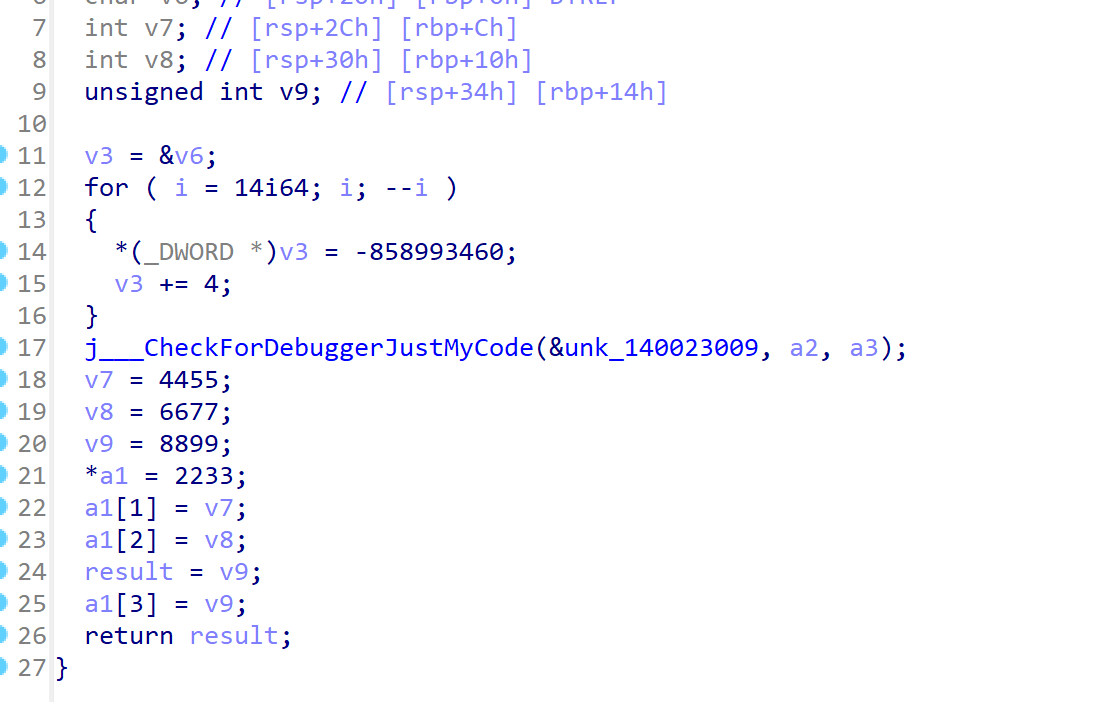 7 int v7; // [rsp+2Ch] [rbp+Ch]
8 int v8; // [rsp+30h] [rbp+10h]
9 unsigned int v9; // [rsp+34h] [rbp+14h]
10
11 v3 = &v6;
12 for ( i = 14i64; i; --i )
13 {
14 *(_DWORD *)v3 = -858993460;
15 v3 += 4;
16 }
17 j___CheckForDebuggerJustMyCode(&unk_140023009, a2, a3);
18 v7 = 4455;
19 v8 = 6677;
20 v9 = 8899;
21 *a1 = 2233;
22 a1[1] = v7;
23 a1[2] = v8;
24 result = v9;
25 a1[3] = v9;
26 return result;
27 }